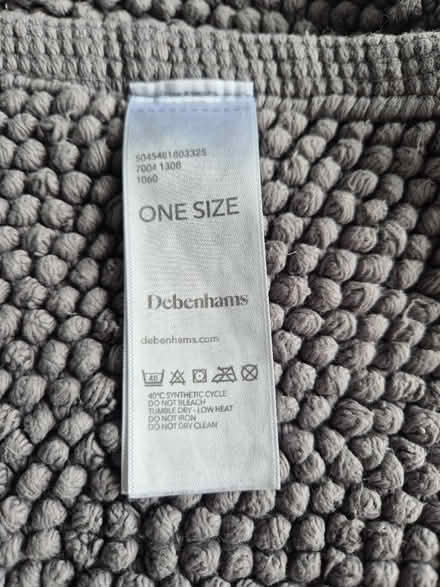 5045461803325
7004 1308
1060
ONE SIZE
Debenhams
debenhams.com
40
40°C SYNTHETIC CYCLE
DO NOT BLEACH
TUMBLE DRY - LOW HEAT
DO NOT IRON
DO NOT DRY CLEAN